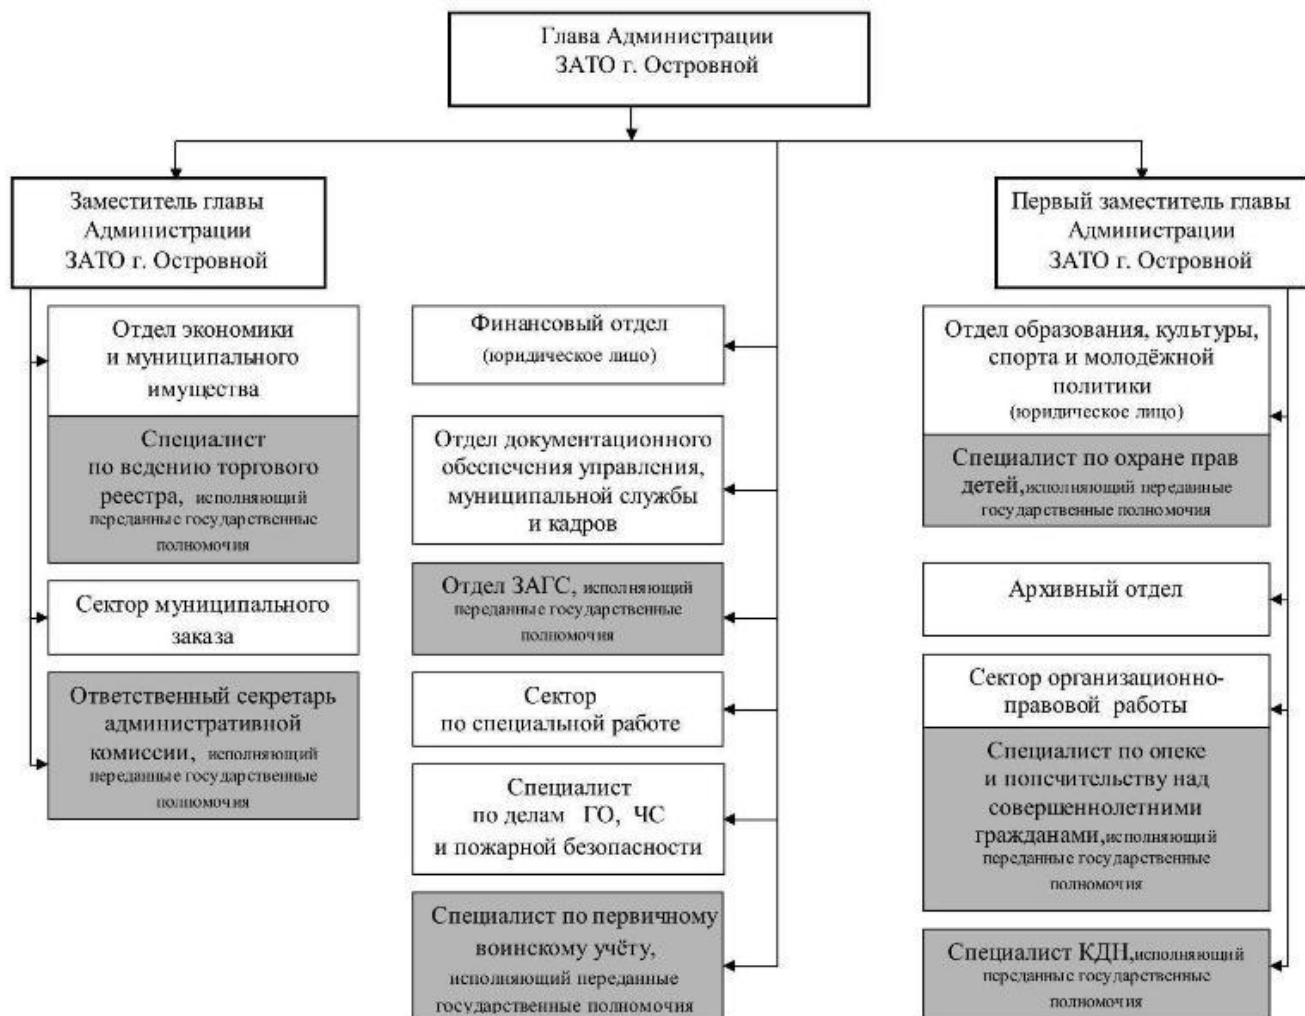 Глава Администрации
ЗАТО г. Островной
Заместитель главы
Администрации
ЗАТО г. Островной
Первый заместитель главы
Администрации
ЗАТО г. Островной
Отдел экономики
и муниципального
имущества
Специалист
по ведению торгового
реестра, исполняющий
переданные государственные
полномочия
Сектор муниципального
заказа
Ответственный секретарь
административной
комиссии, исполняющий
переданные государственные
полномочия
Финансовый отдел
(юридическое лицо)
Отдел документационного
обеспечения управления,
муниципальной службы
и кадров
Отдел ЗАГС, исполняющий
переданные государственные
полномочия
Сектор
по специальной работе
Специалист
по делам ГО, ЧС
и пожарной безопасности
Специалист по первичному
воинскому учёту,
исполняющий переданные
государственные полномочия
Отдел образования, культуры,
спорта и молодёжной
политики
(юридическое лицо)
Специалист по охране прав
детей,исполняющий переданные
государственные полномочия
Архивный отдел
Сектор организационно-
правовой работы
Специалист по опеке
и попечительству над
совершеннолетними
гражданами,исполняющий
переданные государственные
полномочия
Специалист КДН,исполняющий
переданные государственные
полномочия